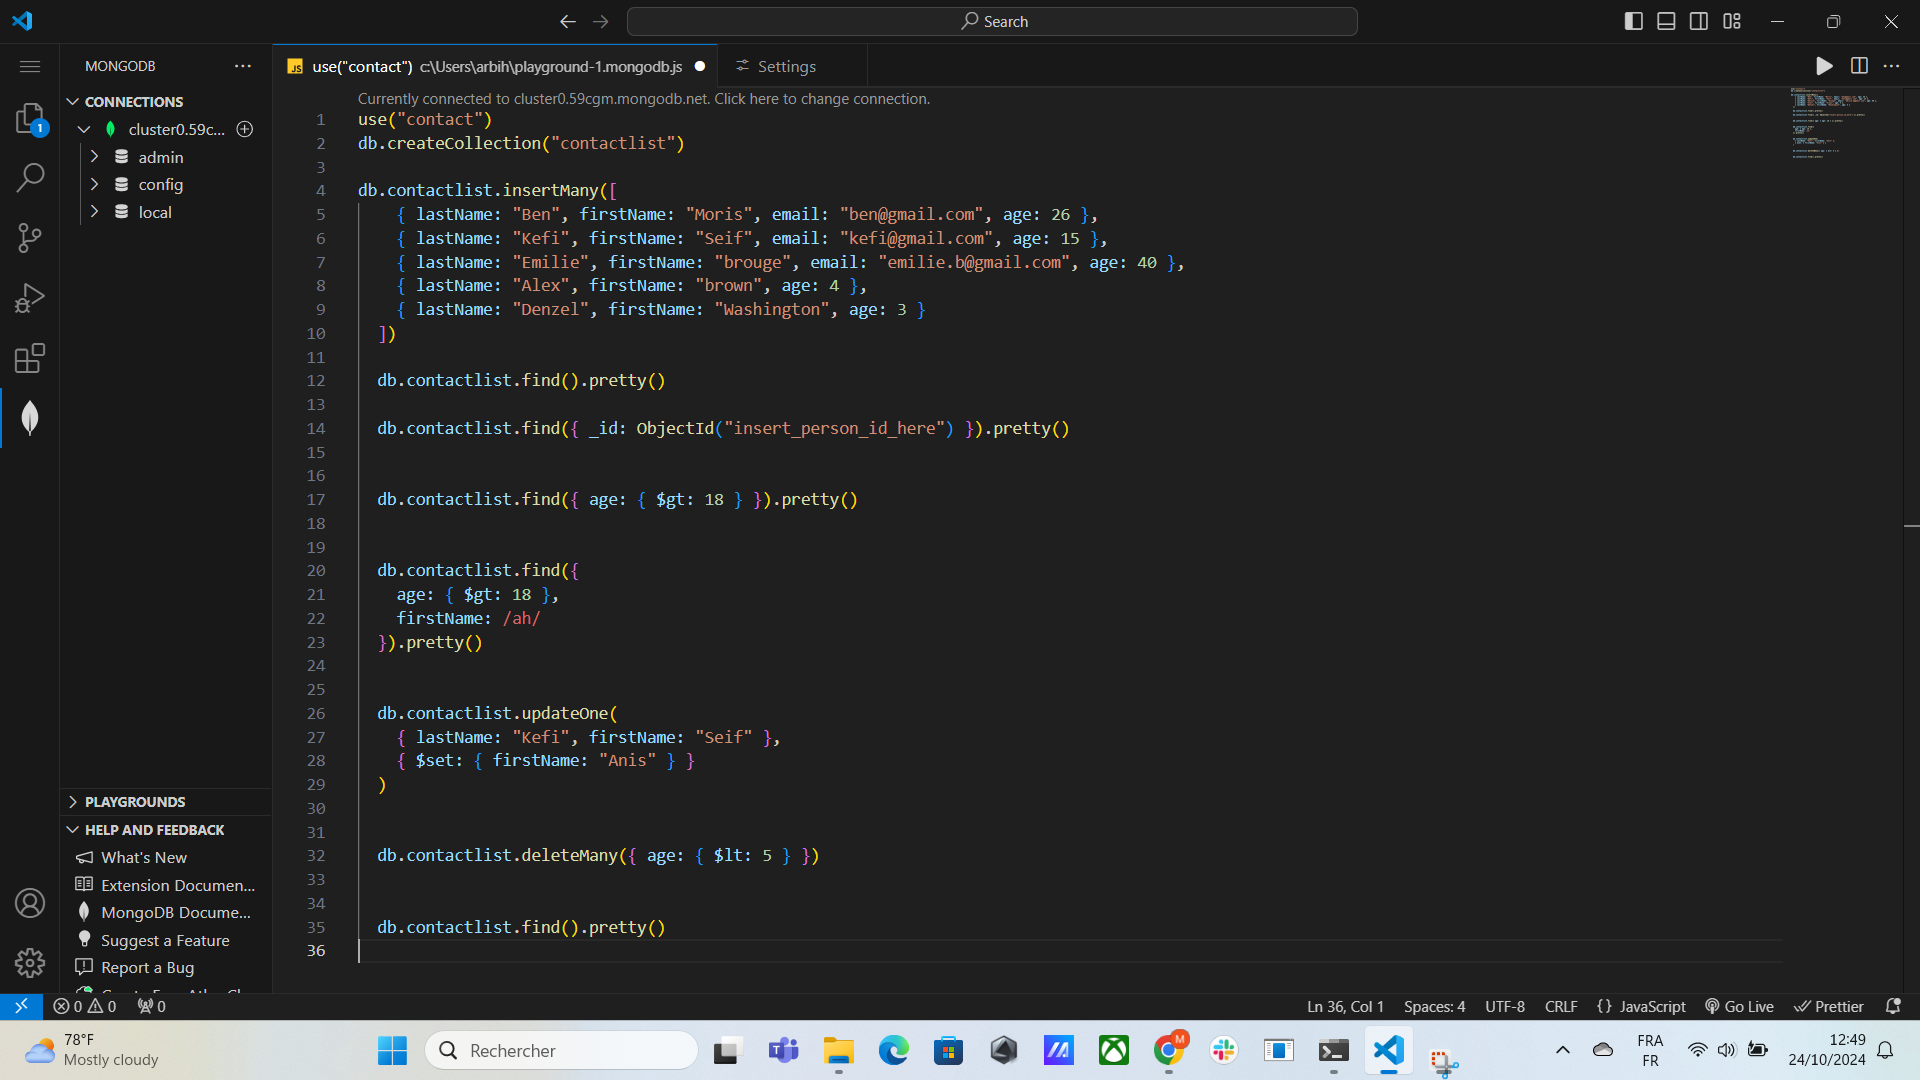 Search
MONGODB
use("contact") c:\Users\arbih\playground-1.mongodb.js
Settings
CONNECTIONS
cluster0.59c...
admin
config
local
Currently connected to cluster0.59cgm.mongodb.net. Click here to change connection.
1 use("contact")
2 db.createCollection("contactlist")
3
4 db.contactlist.insertMany([
5 { lastName: "Ben", firstName: "Moris", email: "ben@gmail.com", age: 26 },
6 { lastName: "Kefi", firstName: "Seif", email: "kefi@gmail.com", age: 15 },
7 { lastName: "Emilie", firstName: "brouge", email: "emilie.b@gmail.com", age: 40 },
8 { lastName: "Alex", firstName: "brown", age: 4 },
9 { lastName: "Denzel", firstName: "Washington", age: 3 }
10 ])
11
12 db.contactlist.find().pretty()
13
14 db.contactlist.find({ _id: ObjectId("insert_person_id_here") }).pretty()
15
16
17 db.contactlist.find({ age: { $gt: 18 } }).pretty()
18
19
20 db.contactlist.find({
21 age: { $gt: 18 },
22 firstName: /ah/
23 }).pretty()
24
25
26 db.contactlist.updateOne(
27 { lastName: "Kefi", firstName: "Seif" },
28 { $set: { firstName: "Anis" } }
29 )
30
31
32 db.contactlist.deleteMany({ age: { $lt: 5 } })
33
34
35 db.contactlist.find().pretty()
36
1
PLAYGROUNDS
HELP AND FEEDBACK
What's New
Extension Documen...
MongoDB Docume...
Suggest a Feature
Report a Bug
0 0 0
Ln 36, Col 1 Spaces: 4 UTF-8 CRLF {} JavaScript Go Live Prettier
78°F
Mostly cloudy
Rechercher
M
FRA
FR
12:49
24/10/2024